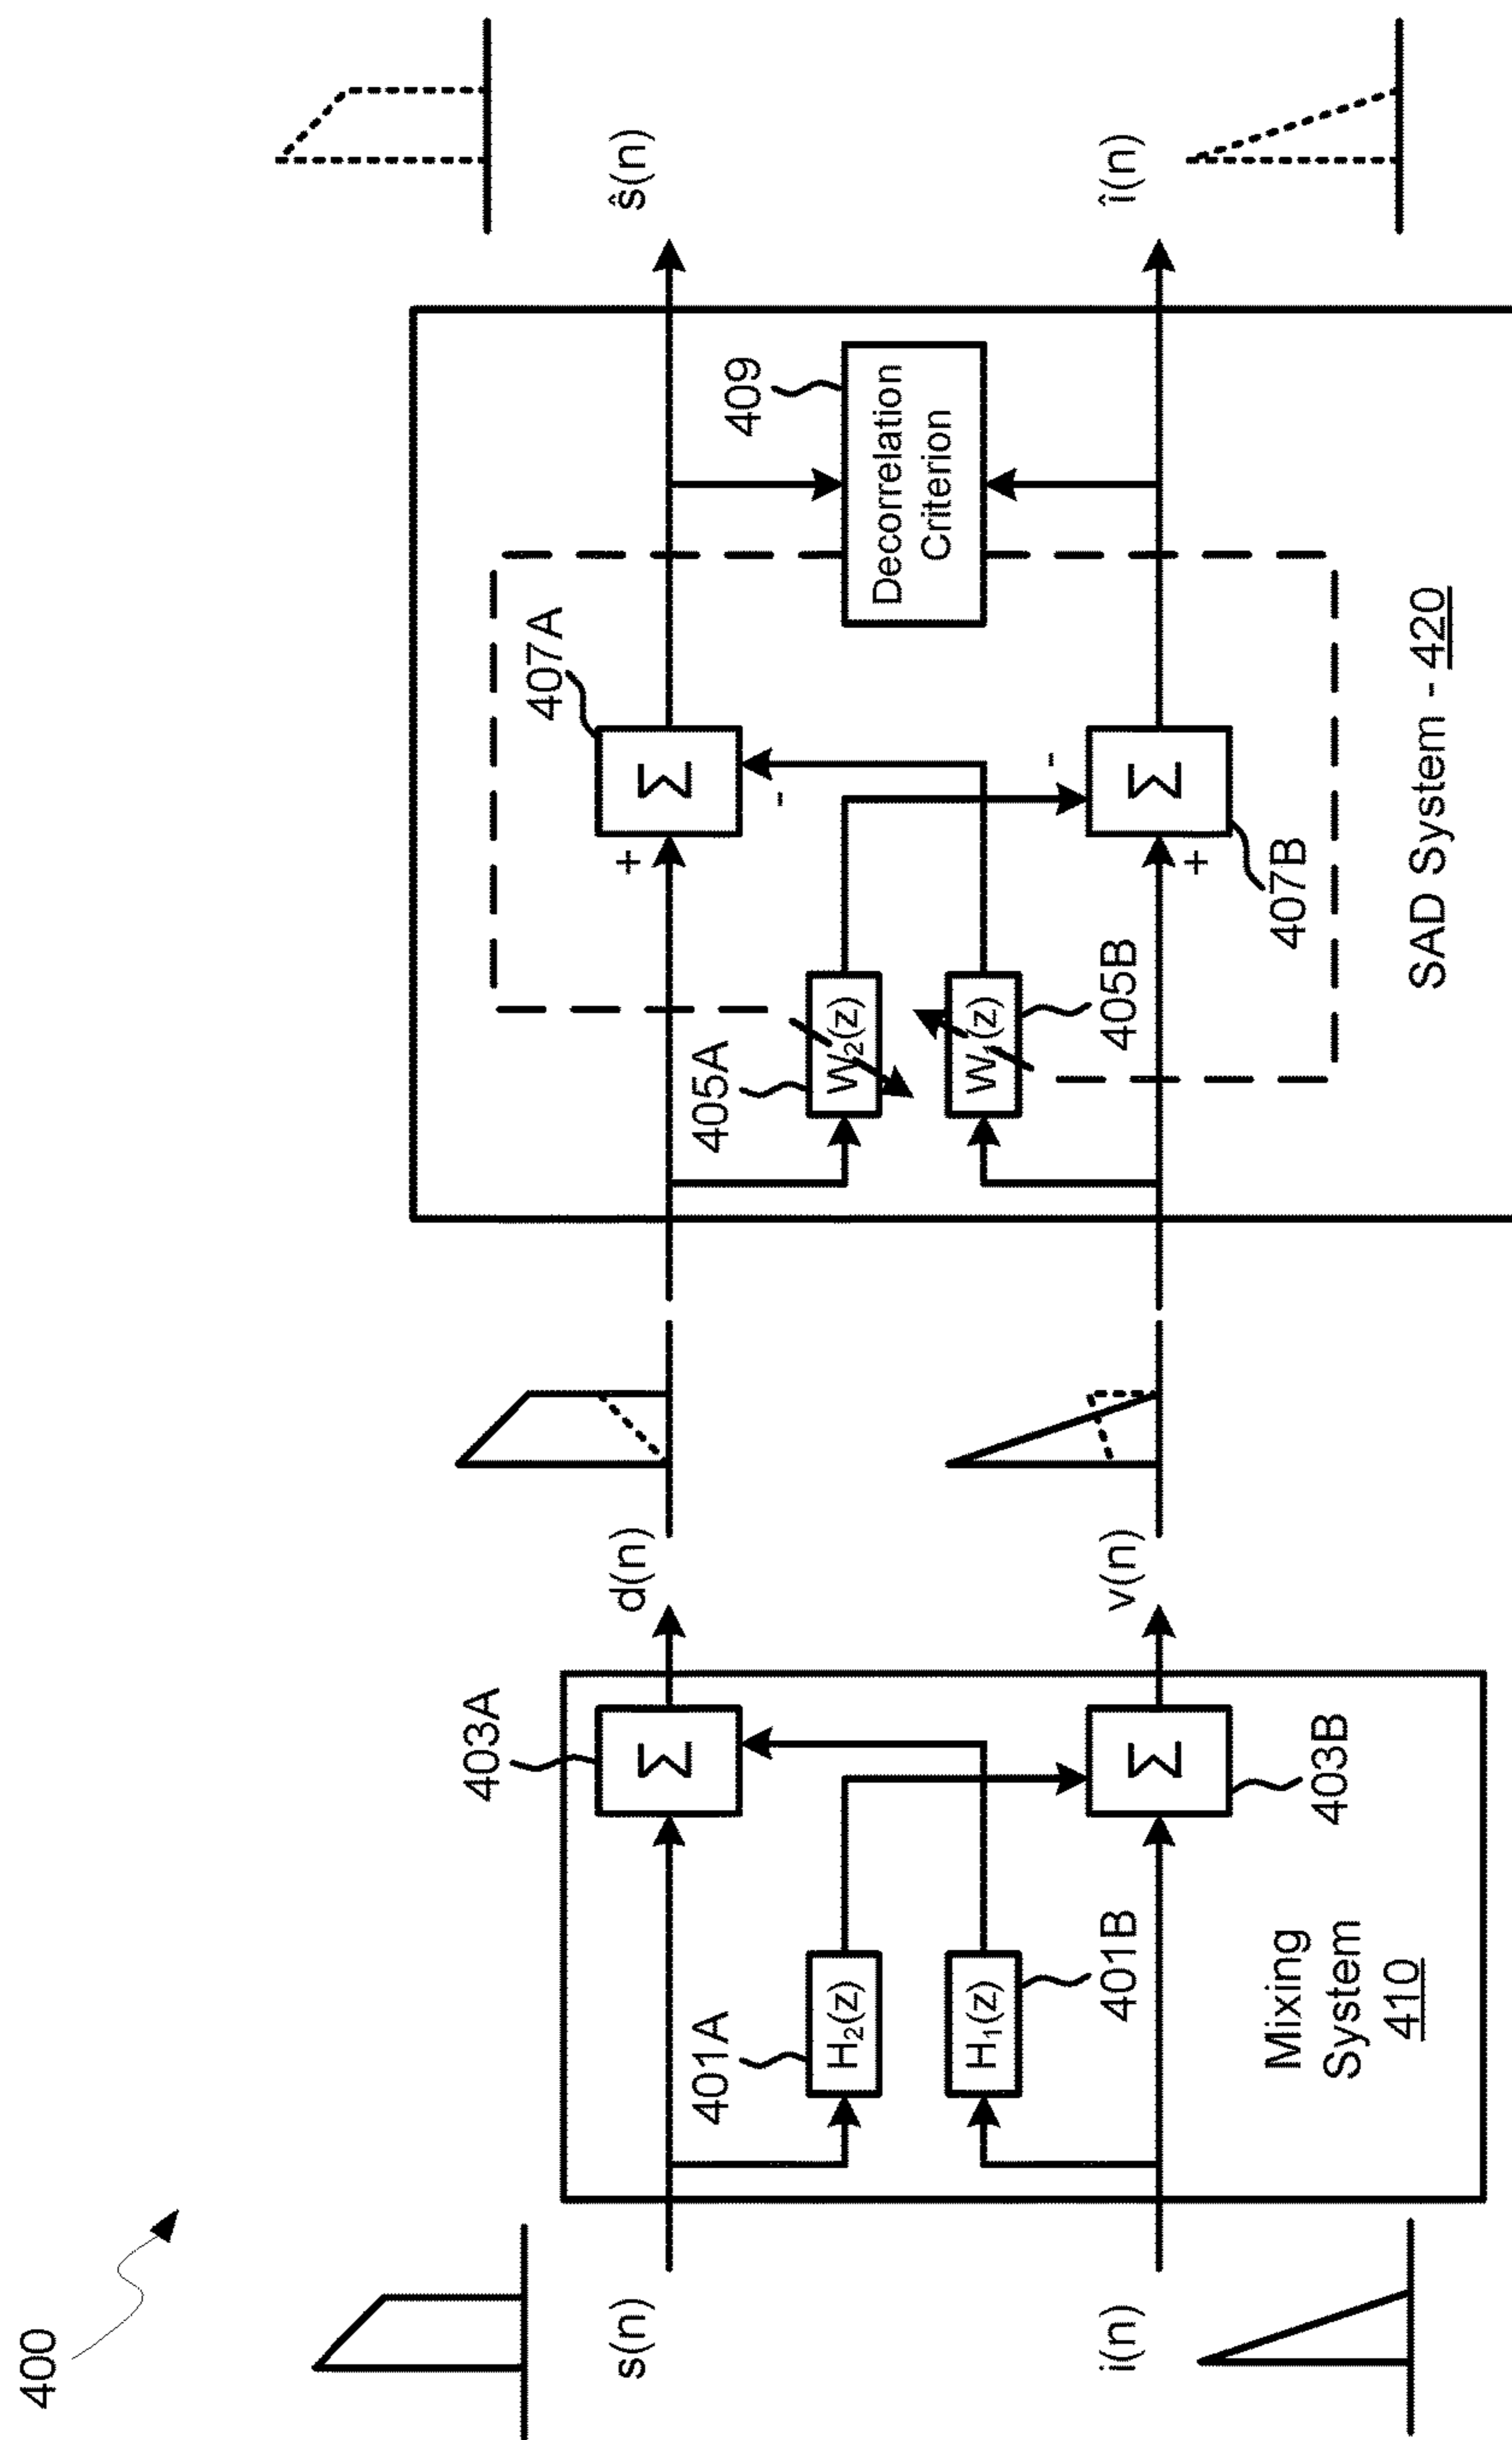 400
s(n)
i(n)
401A
H₂(z)
H₁(z)
401B
403A
Σ
Σ
403B
Mixing
System
410
d(n)
v(n)
405A
W₂(z)
W₁(z)
405B
407A
+
Σ
-
-
Σ
+
407B
409
Decorrelation
Criterion
SAD System - 420
ŝ(n)
î(n)